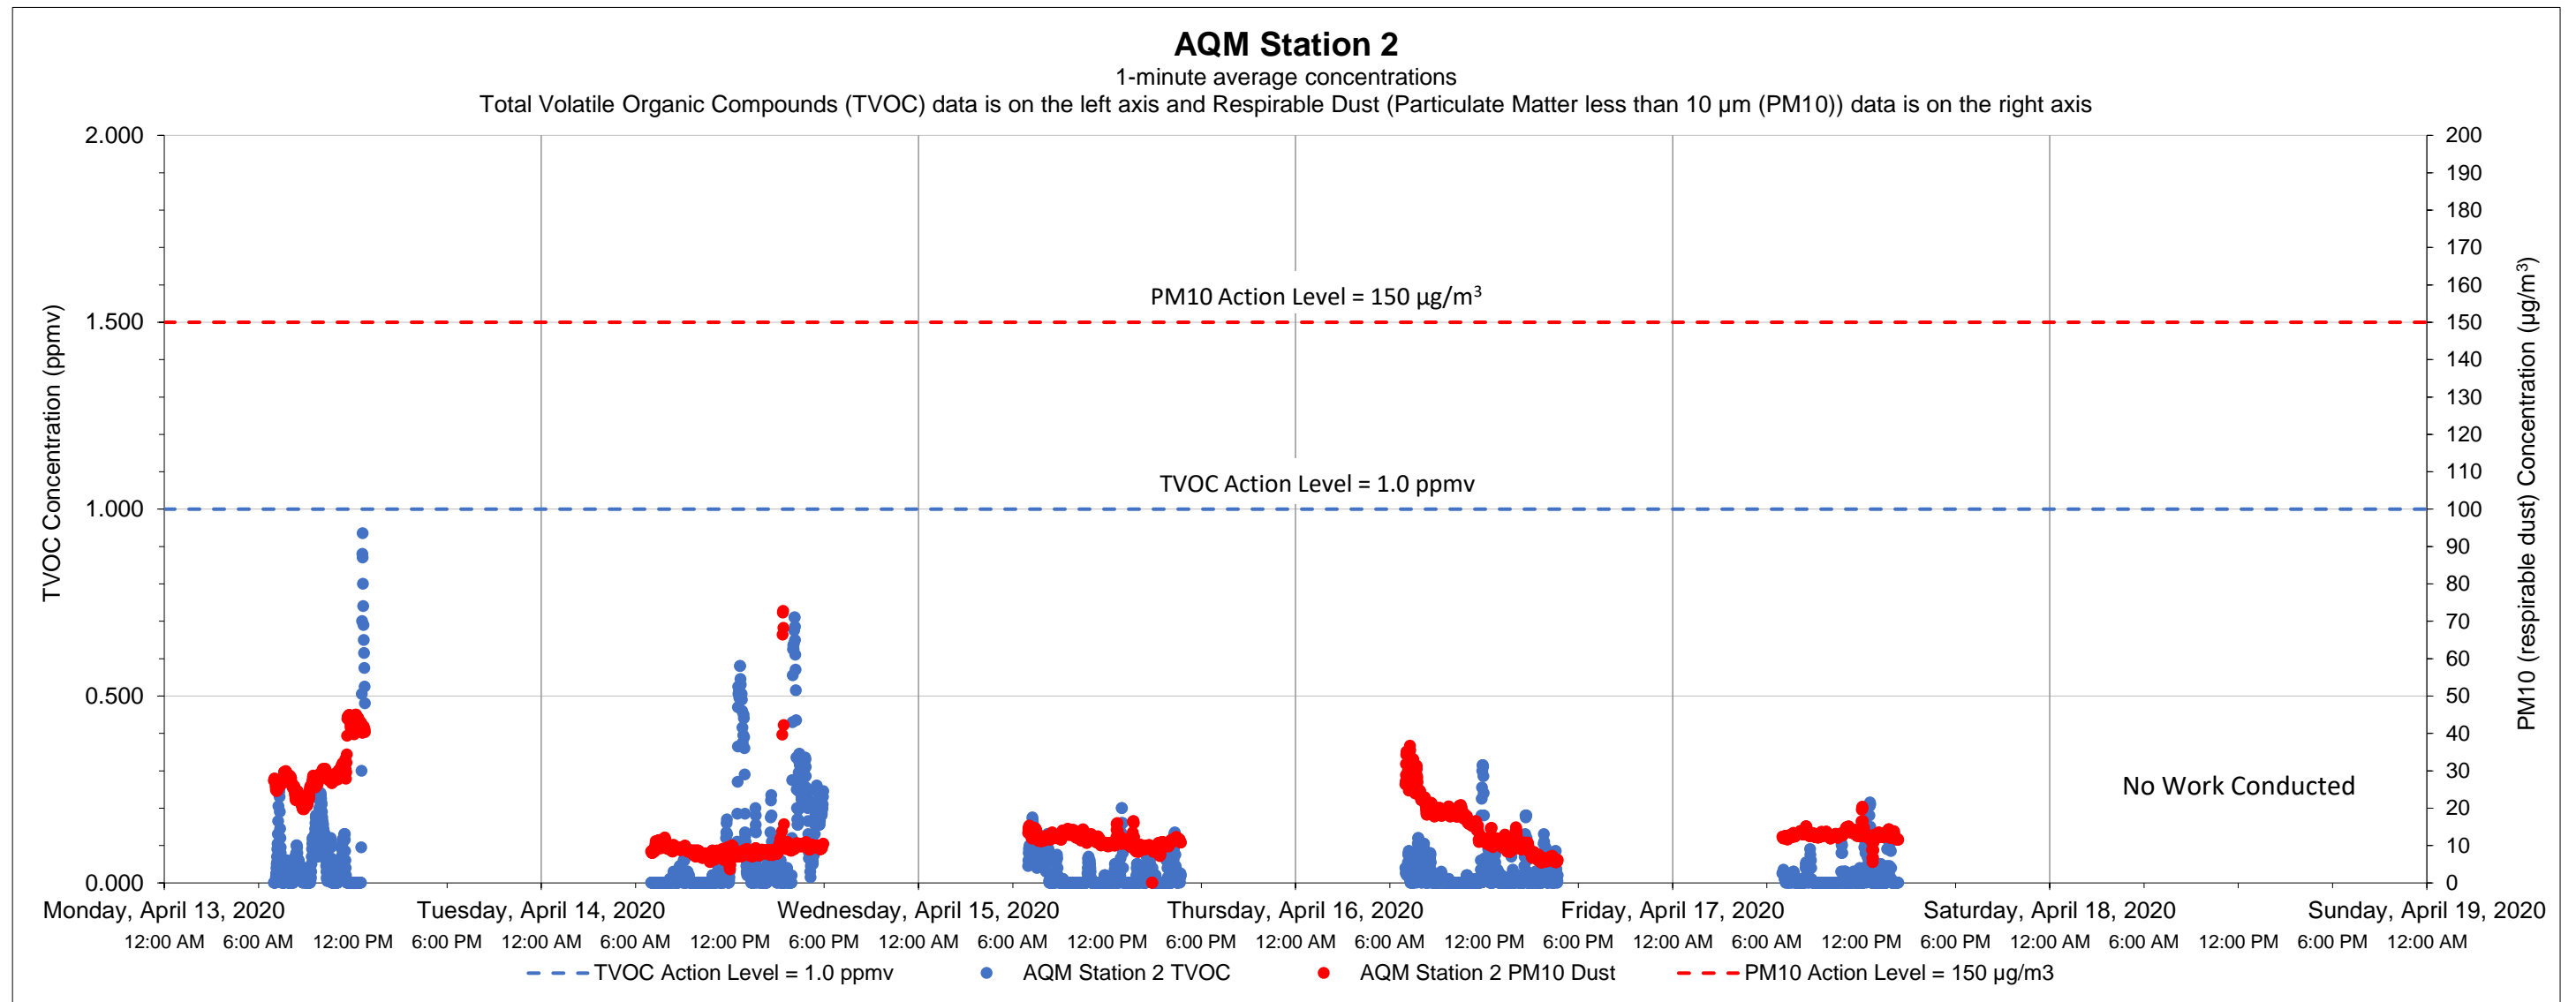 AQM Station 2
1-minute average concentrations
Total Volatile Organic Compounds (TVOC) data is on the left axis and Respirable Dust (Particulate Matter less than 10 µm (PM10)) data is on the right axis
TVOC Concentration (ppmv)
2.000
1.500
1.000
0.500
0.000
PM10 Action Level = 150 µg/m³
TVOC Action Level = 1.0 ppmv
No Work Conducted
200
190
180
170
160
150
140
130
120
110
100
90
80
70
60
50
40
30
20
10
0
PM10 (respirable dust) Concentration (µg/m³)
Monday, April 13, 2020 Tuesday, April 14, 2020 Wednesday, April 15, 2020 Thursday, April 16, 2020 Friday, April 17, 2020 Saturday, April 18, 2020 Sunday, April 19, 2020
12:00 AM 6:00 AM 12:00 PM 6:00 PM 12:00 AM 6:00 AM 12:00 PM 6:00 PM 12:00 AM 6:00 AM 12:00 PM 6:00 PM 12:00 AM 6:00 AM 12:00 PM 6:00 PM 12:00 AM 6:00 AM 12:00 PM 6:00 PM 12:00 AM 6:00 AM 12:00 PM 6:00 PM 12:00 AM
TVOC Action Level = 1.0 ppmv AQM Station 2 TVOC AQM Station 2 PM10 Dust PM10 Action Level = 150 µg/m3